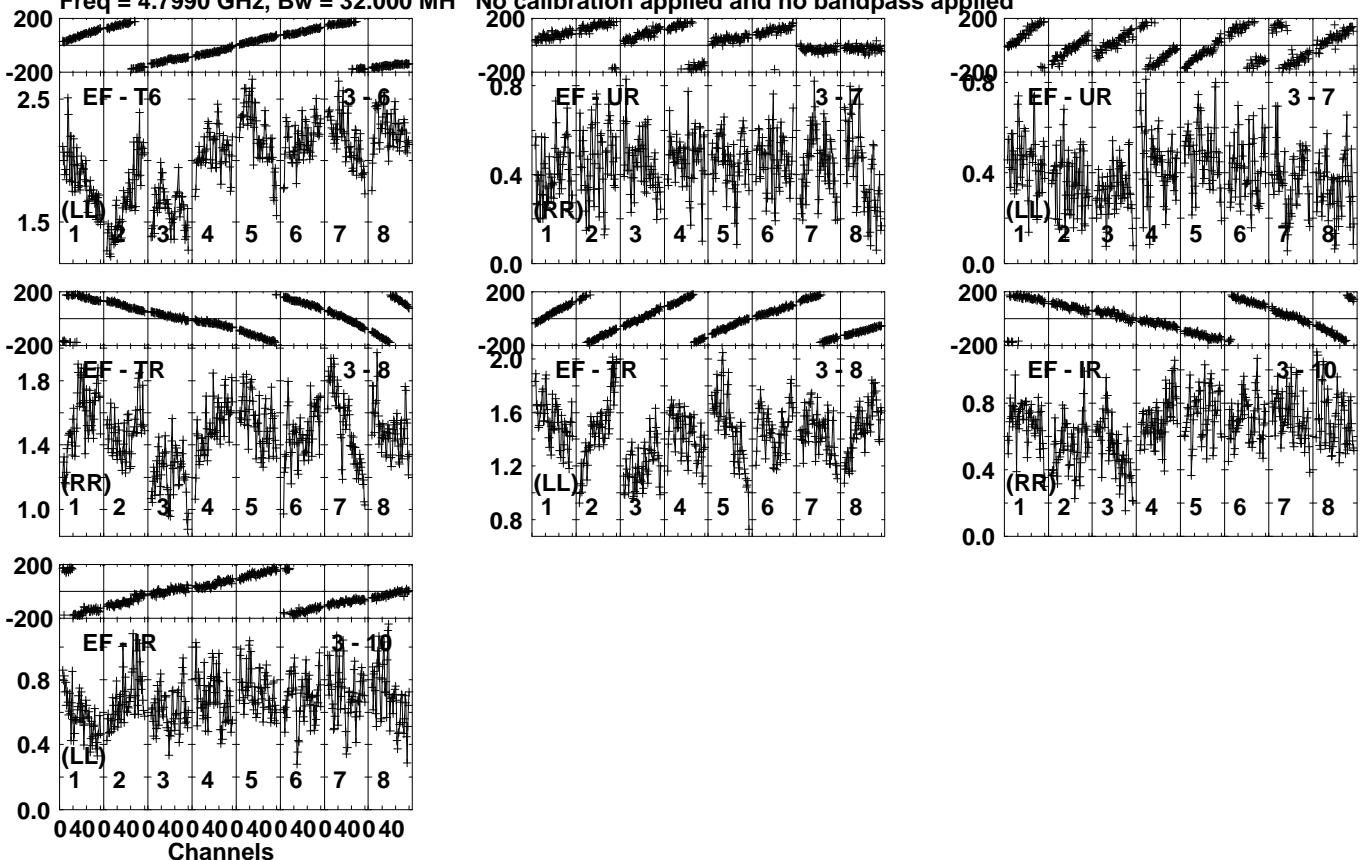 Freq = 4.7990 GHz, Bw = 32.000 MH No calibration applied and no bandpass applied
200 200 200
-200 -200 -200
EF - T6 3 - 6 EF - UR 3 - 7 EF - UR 3 - 7
2.5 0.8 0.8
0.4 0.4
(LL) (RR) (LL)
1.5
1 2 3 4 5 6 7 8 1 2 3 4 5 6 7 8 1 2 3 4 5 6 7 8
0.0 0.0
200 200 200
-200 -200 -200
EF - TR 3 - 8 EF - TR 3 - 8 EF - IR 3 - 10
1.8 2.0
1.6 0.8
1.4 1.2 0.4
(RR) (LL) (RR)
1.0 0.8 0.0
1 2 3 4 5 6 7 8 1 2 3 4 5 6 7 8 1 2 3 4 5 6 7 8
200
-200
EF - IR 3 - 10
0.8
0.4
(LL)
1 2 3 4 5 6 7 8
0.0
0 40 0 40 0 40 0 40 0 40 0 40 0 40 0 40
Channels